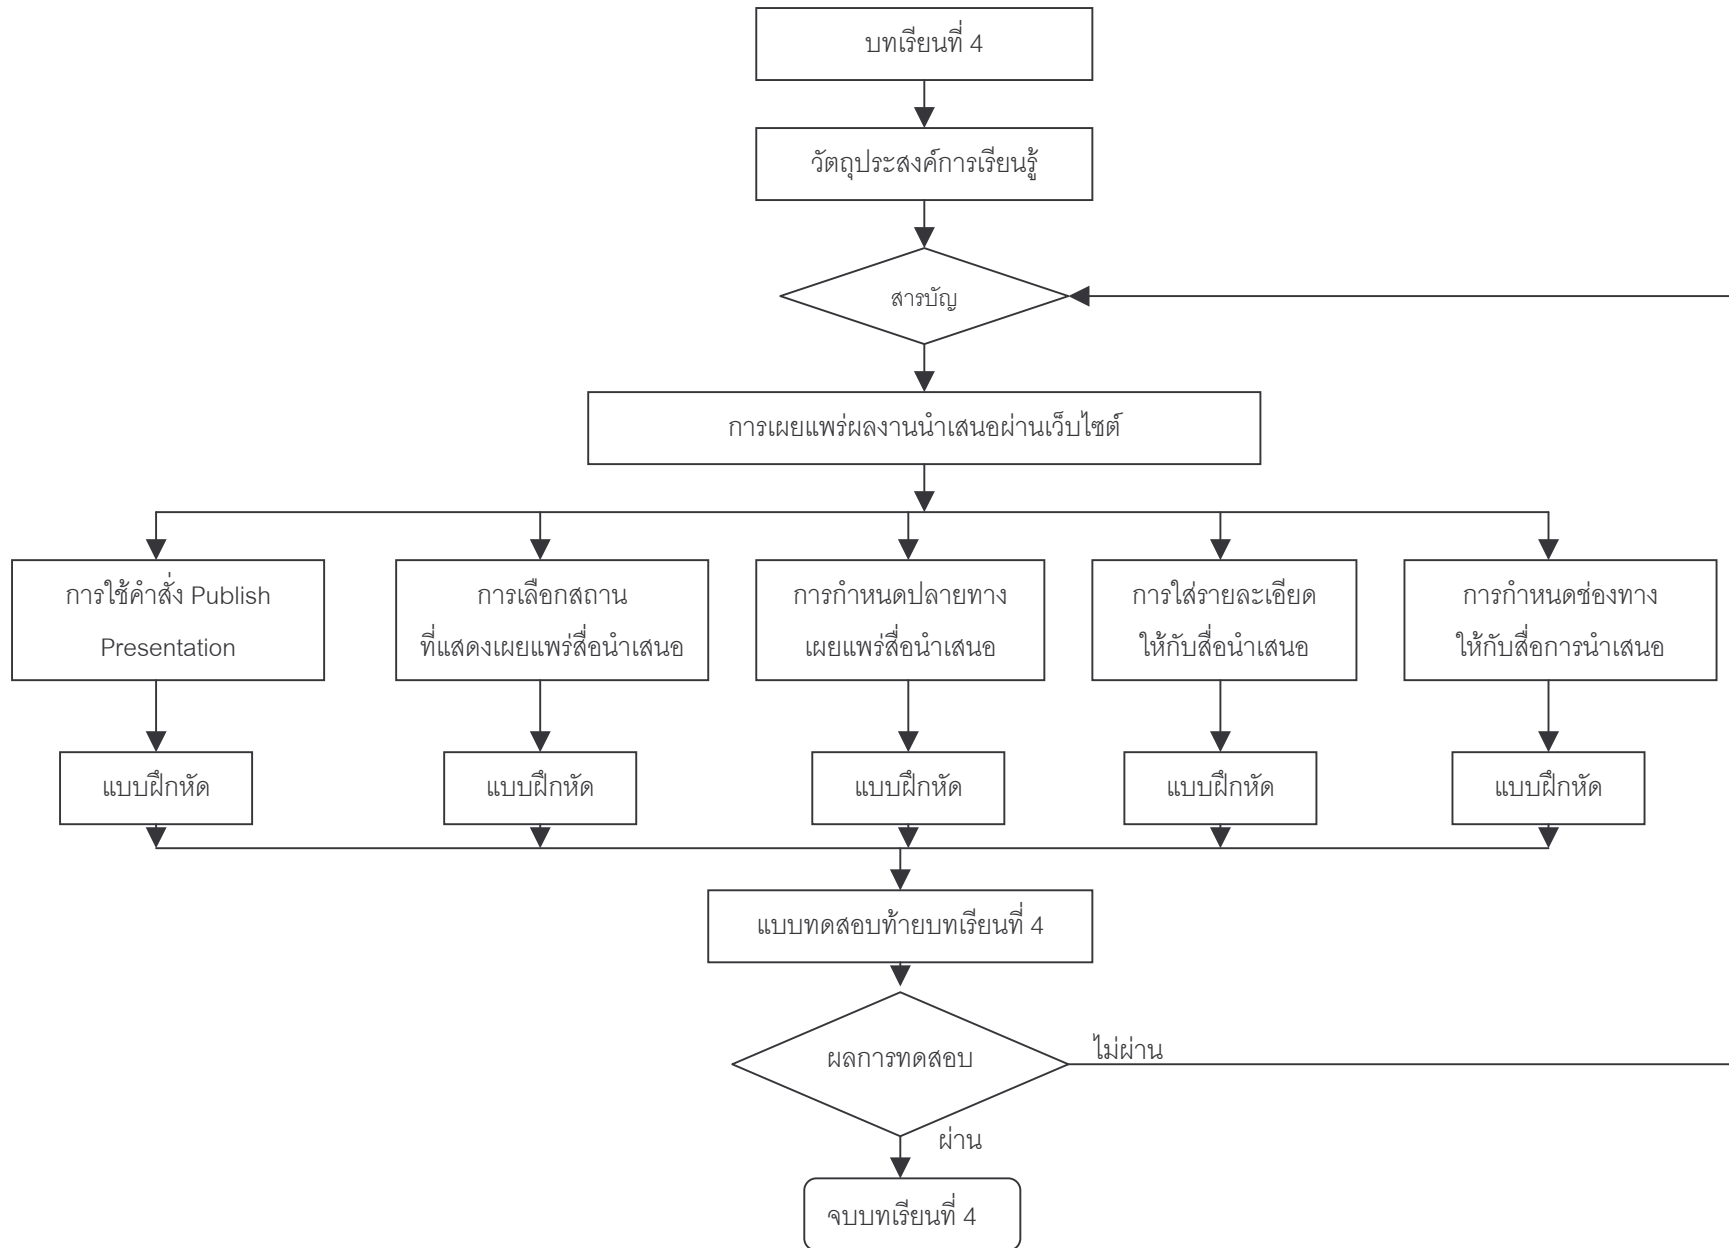 บทเรียนที่ 4
วัตถุประสงค์การเรียนรู้
สารบัญ
การเผยแพร่ผลงานนำเสนอผ่านเว็บไซต์
การใช้คำสั่ง Publish
Presentation
การเลือกสถาน
ที่แสดงเผยแพร่สื่อนำเสนอ
การกำหนดปลายทาง
เผยแพร่สื่อนำเสนอ
การใส่รายละเอียด
ให้กับสื่อนำเสนอ
การกำหนดช่องทาง
ให้กับสื่อการนำเสนอ
แบบฝึกหัด
แบบฝึกหัด
แบบฝึกหัด
แบบฝึกหัด
แบบฝึกหัด
แบบทดสอบท้ายบทเรียนที่ 4
ผลการทดสอบ
ไม่ผ่าน
ผ่าน
จบบทเรียนที่ 4